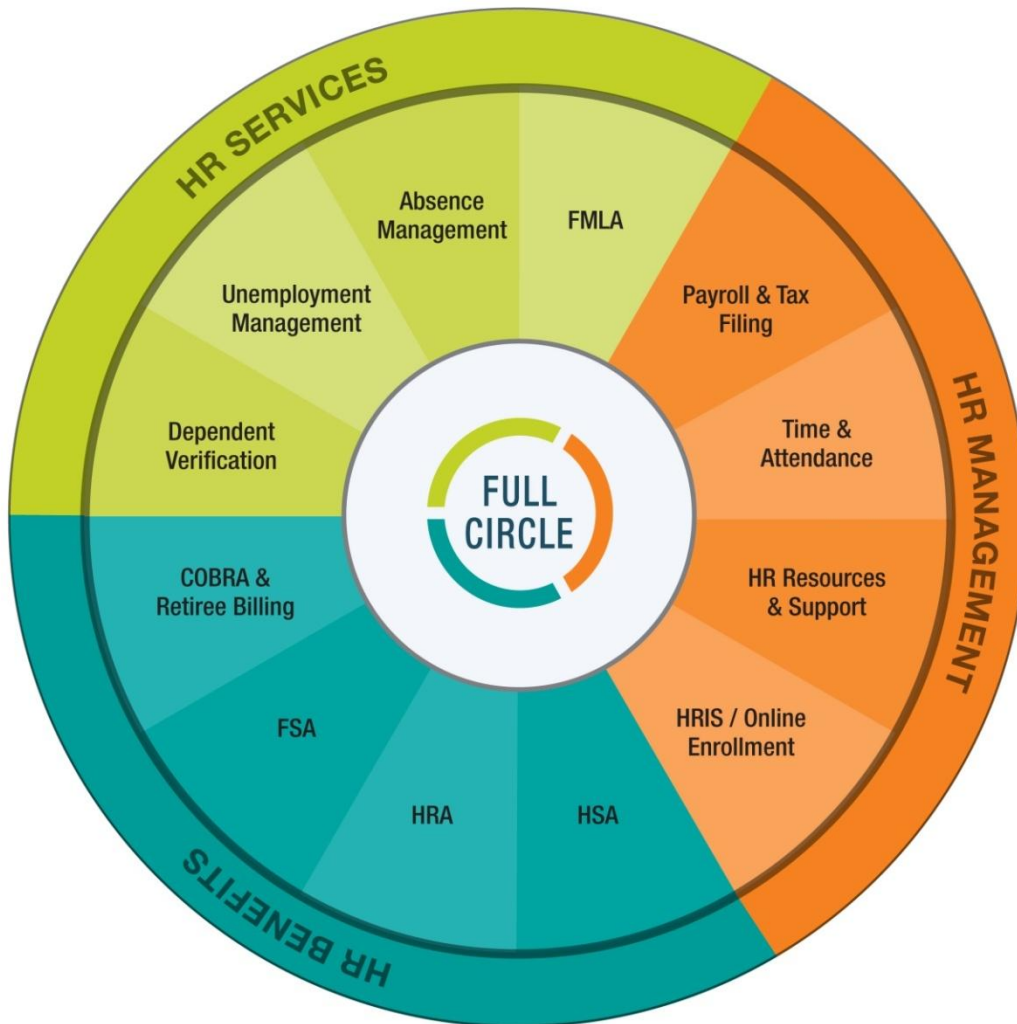 HR SERVICES
Absence
Management
FMLA
Unemployment
Management
Payroll & Tax
Filing
Dependent
Verification
Time &
Attendance
HR MANAGEMENT
FULL
CIRCLE
COBRA &
Retiree Billing
HR Resources
& Support
FSA
HRIS / Online
Enrollment
HRA
HSA
HR BENEFITS